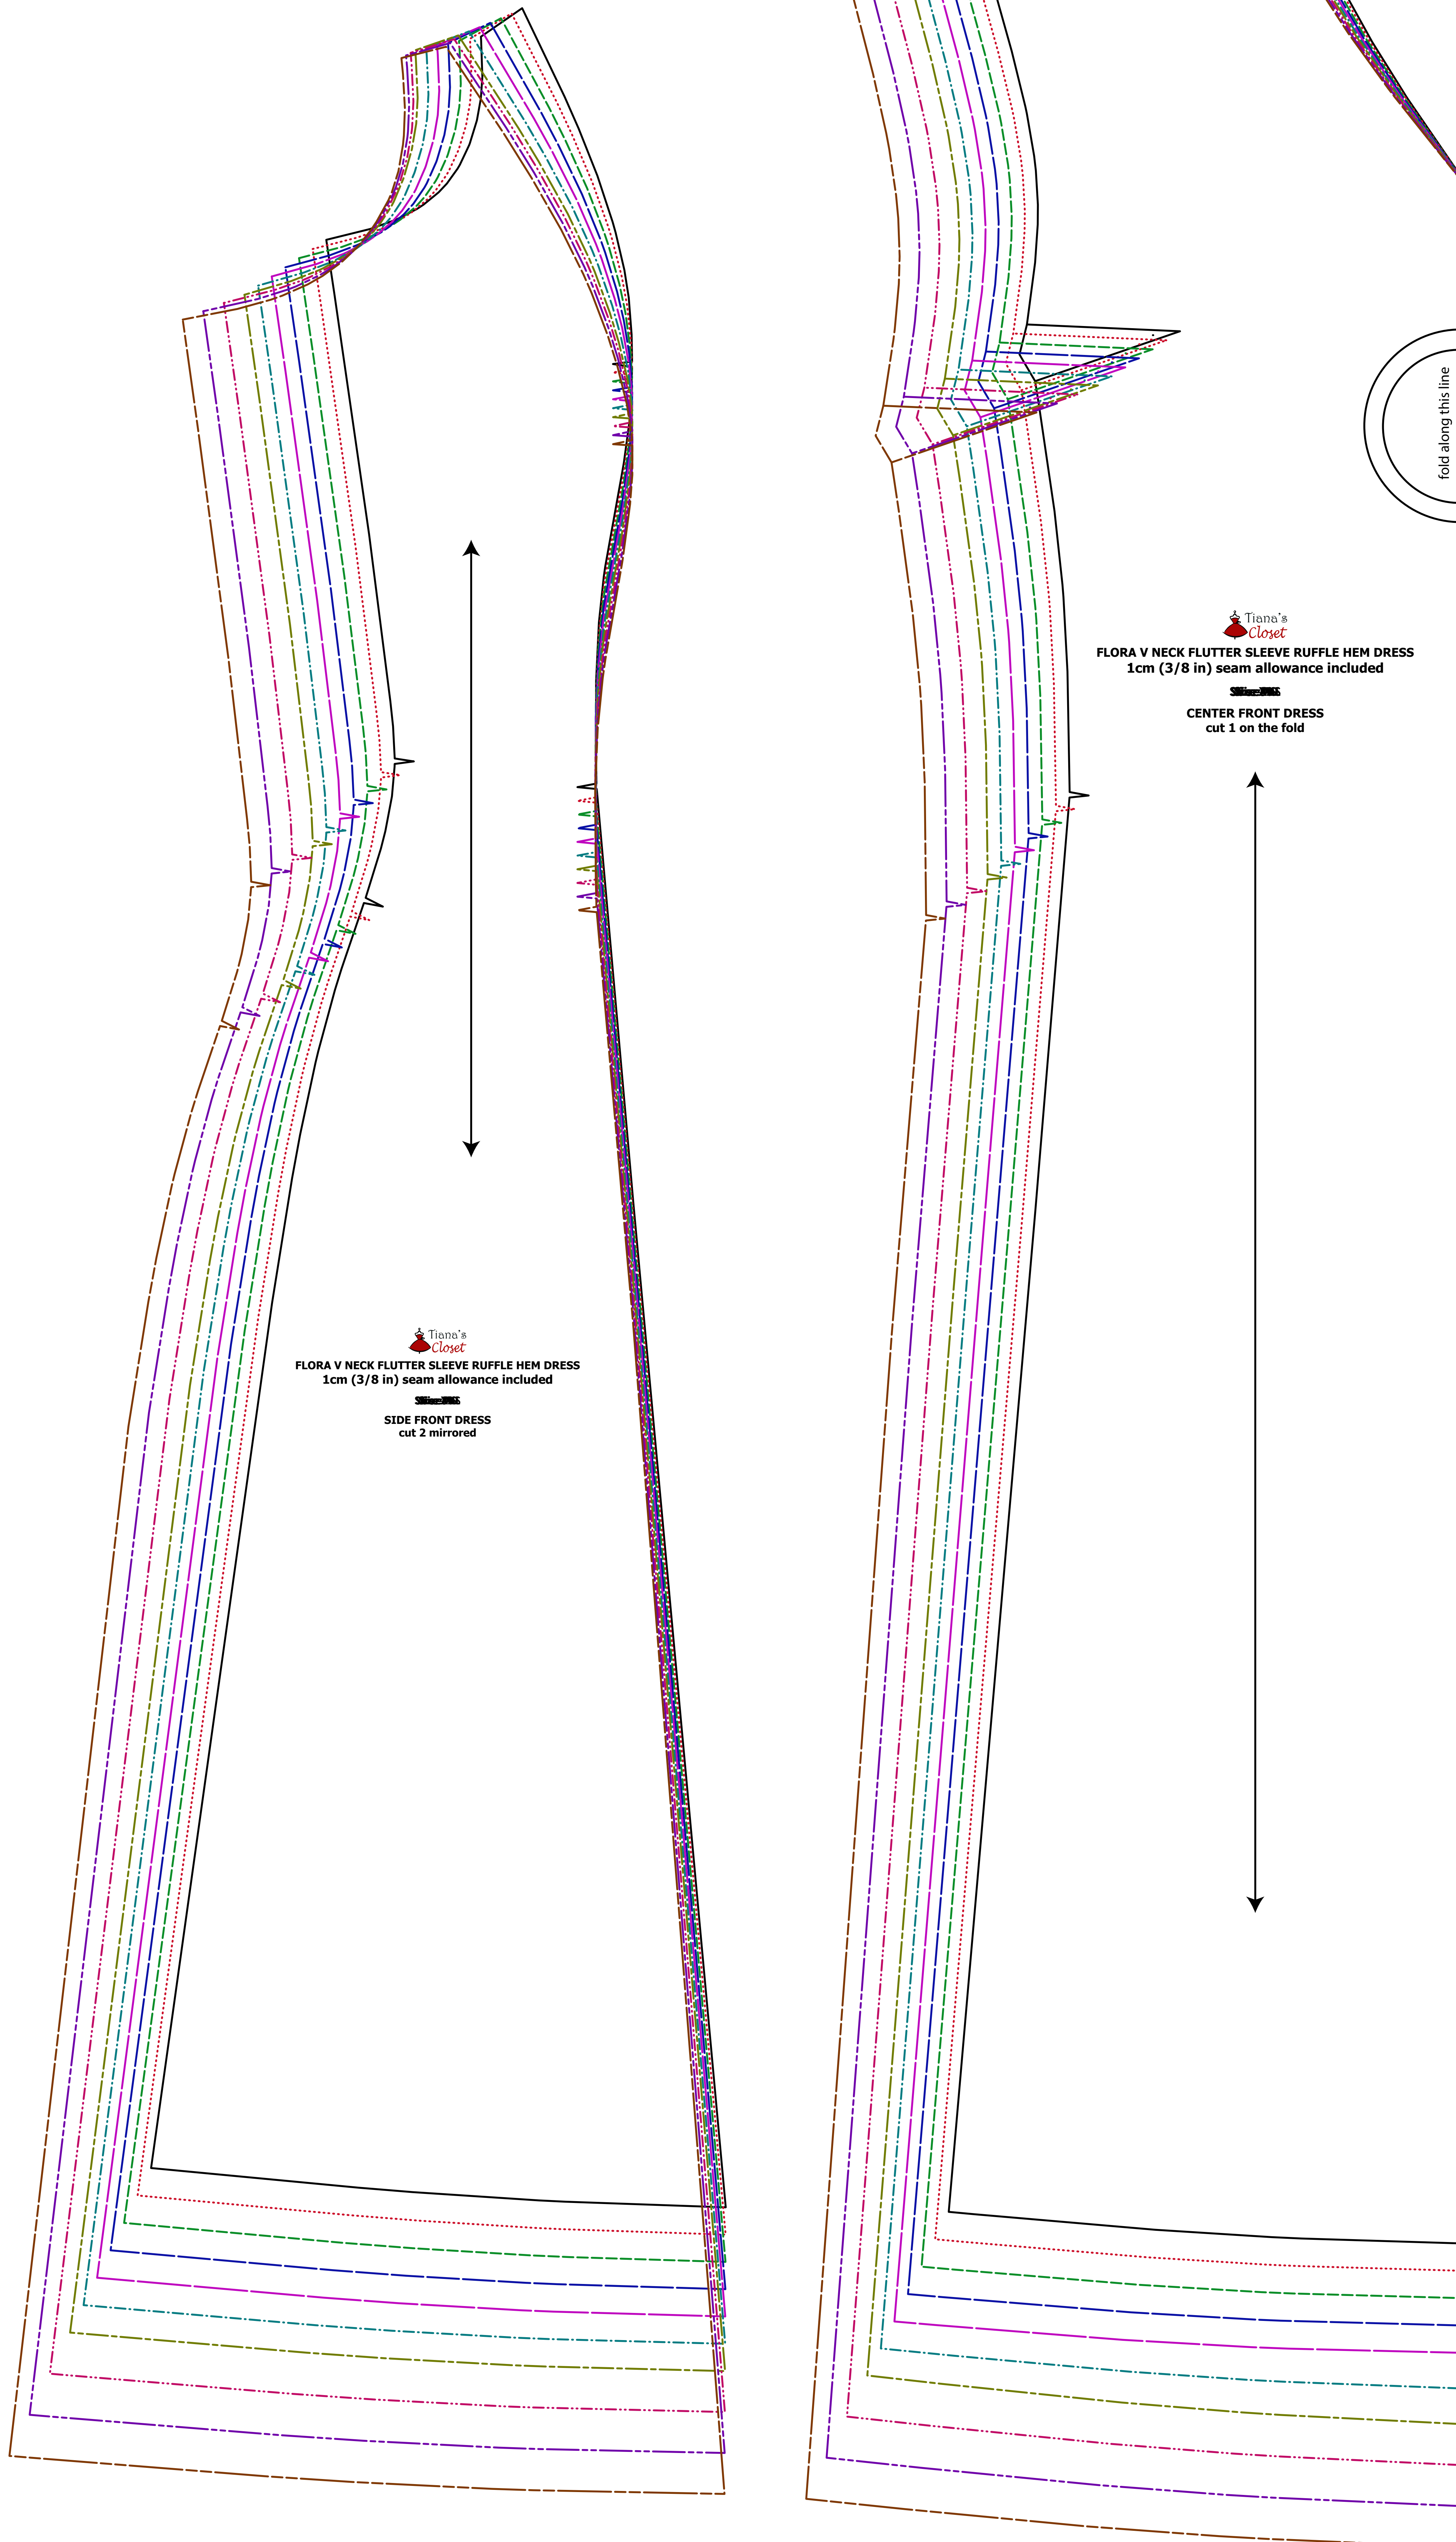 fold along this line
Tiana's
Closet
FLORA V NECK FLUTTER SLEEVE RUFFLE HEM DRESS
1cm (3/8 in) seam allowance included
CENTER FRONT DRESS
cut 1 on the fold
Tiana's
Closet
FLORA V NECK FLUTTER SLEEVE RUFFLE HEM DRESS
1cm (3/8 in) seam allowance included
SIDE FRONT DRESS
cut 2 mirrored